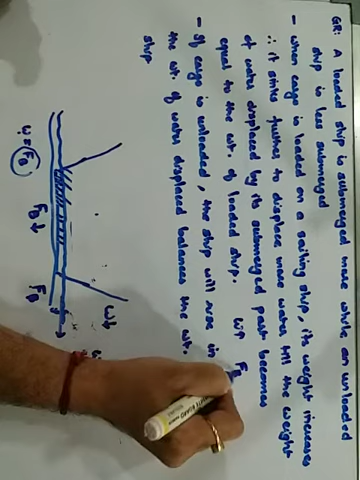 GR: A loaded ship is submerged more while an unloaded
ship is less submerged
- when cargo is loaded on a sailing ship, its weight increases
∴ it sinks further to displace more water till the weight
of water displaced by its submerged part becomes
equal to the wt. of loaded ship. W↑ F
- If cargo is unloaded, the ship will rise in
the wt. of water displaced balances the wt.
ship
W↓
W = FB FB↓ FB